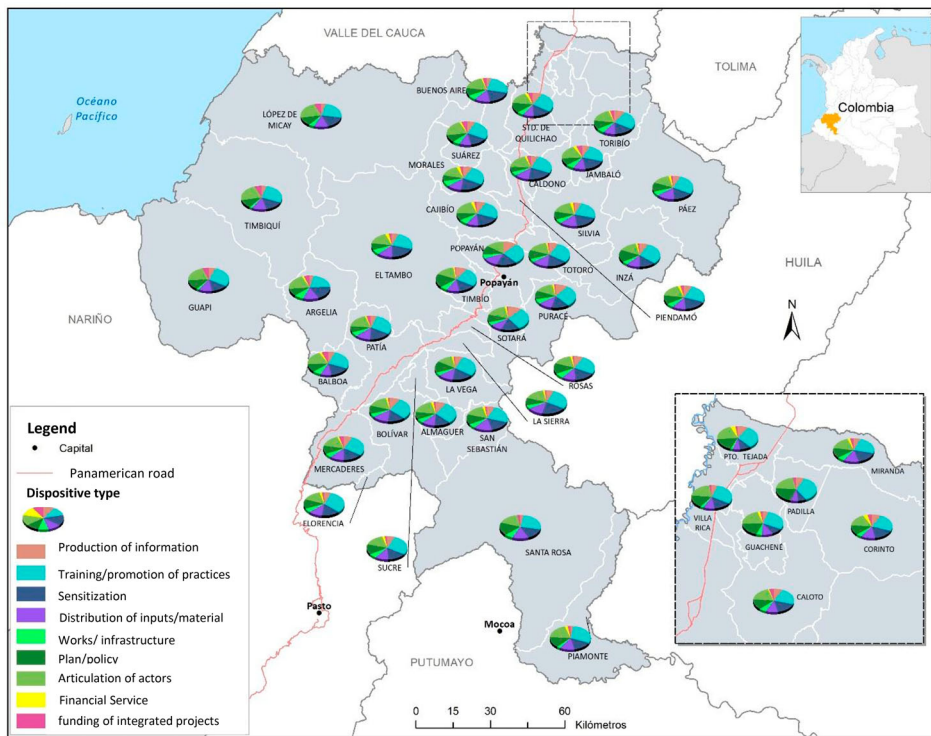 VALLE DEL CAUCA
TOLIMA
Colombia
Océano
Pacífico
BUENOS AIRE
LÓPEZ DE
MICAY
STD. DE
QUILICHAO
TORIBÍO
SUÁREZ
MORALES
CALDONO
JAMBALÓ
PÁEZ
CAJIBÍO
TIMBIQUÍ
SILVIA
POPAYÁN
EL TAMBO
TOTORO
INZÁ
HUILA
Popayán
GUAPI
ARGELIA
TIMBÍO
PURACÉ
PIENDAMÓ
N
NARIÑO
SOTARÁ
PATÍA
BALBOA
LA VEGA
ROSAS
LA SIERRA
BOLÍVAR
ALMAGUER
SAN
SEBASTIÁN
MERCADERES
FLORENCIA
SUCRE
SANTA ROSA
Pasto
Mocoa
PIAMONTE
PUTUMAYO
PTO. TEJADA
MIRANDA
VILLA
RICA
PADILLA
GUACHENÉ
CORINTO
CALOTO
Legend
Capital
Panamerican road
Dispositive type
Production of information
Training/promotion of practices
Sensitization
Distribution of inputs/material
Works/ infrastructure
Plan/policy
Articulation of actors
Financial Service
funding of integrated projects
0 15 30 60
Kilómetros